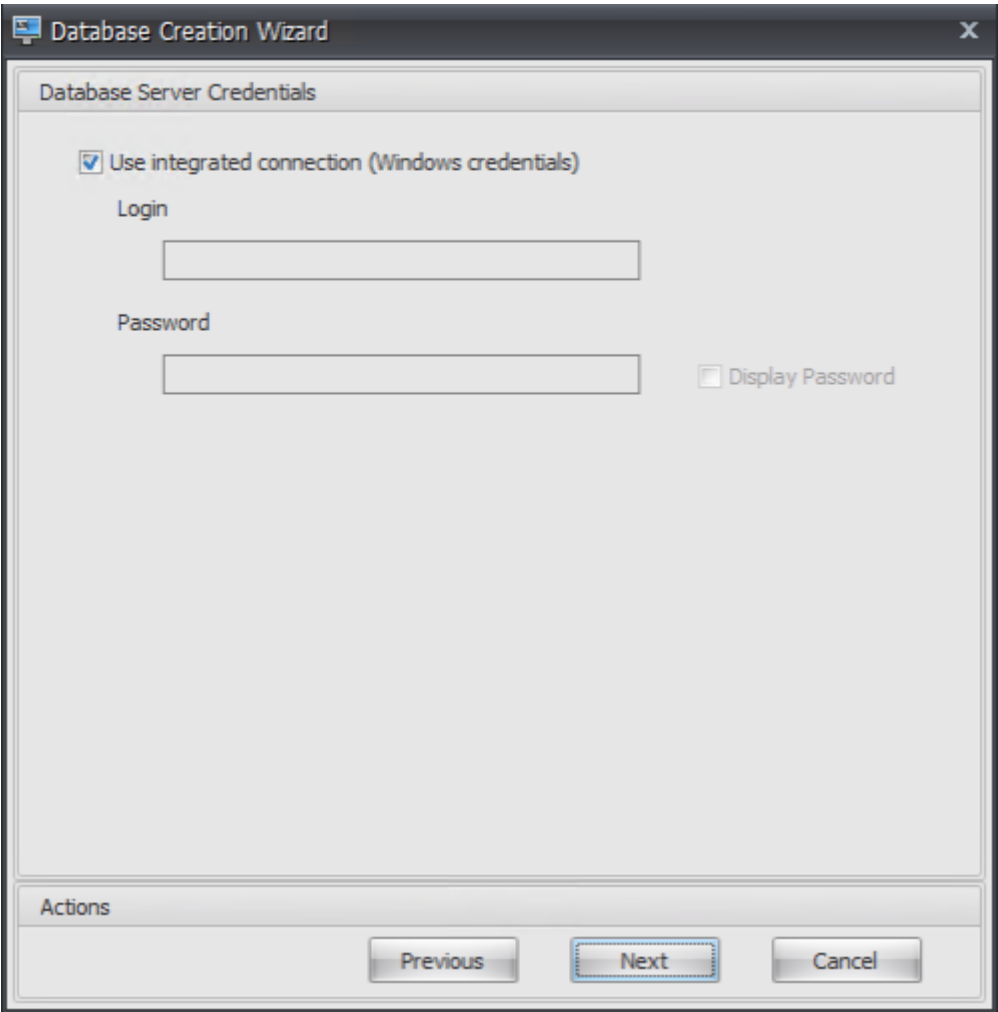 Database Creation Wizard
Database Server Credentials
Use integrated connection (Windows credentials)
Login
Password
Display Password
Actions
Previous
Next
Cancel